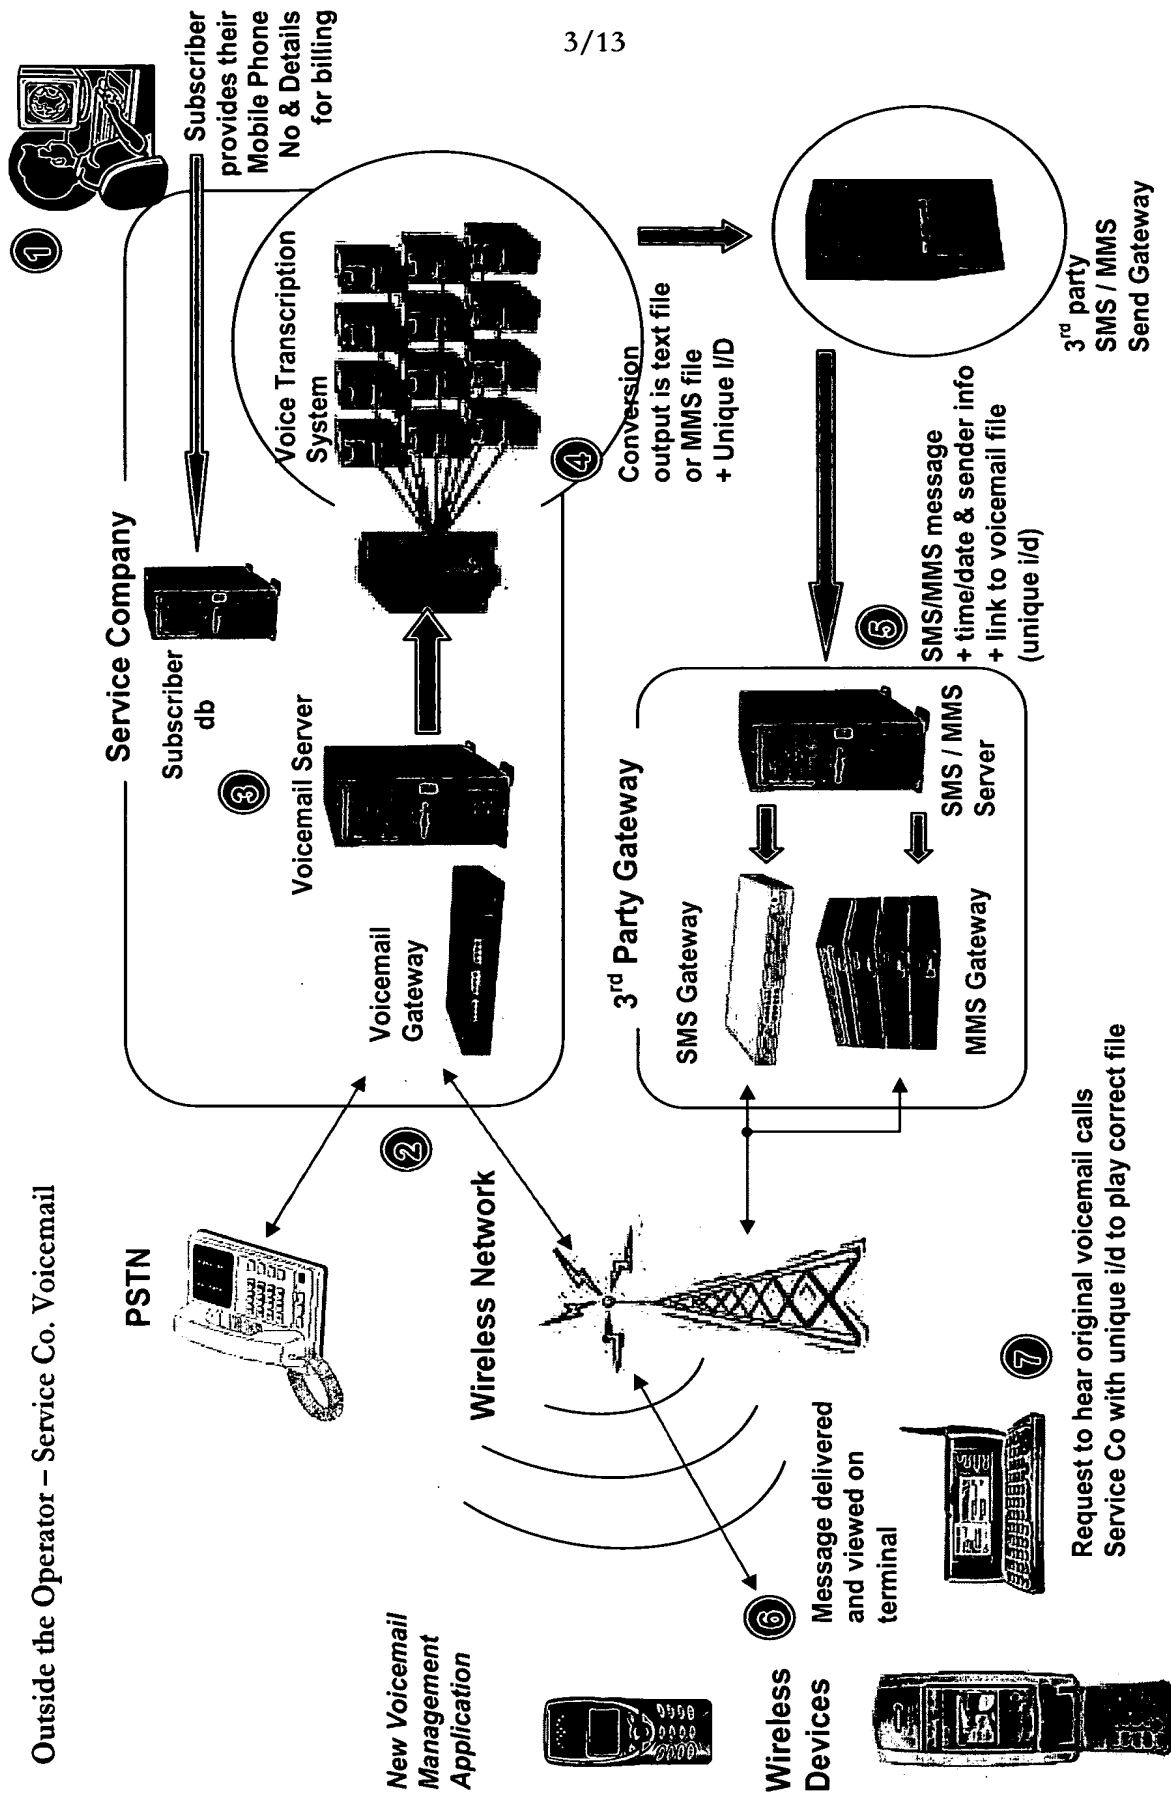 3/13
Outside the Operator – Service Co. Voicemail
1
Subscriber
provides their
Mobile Phone
No & Details
for billing
Service Company
Subscriber
db
3
Voicemail Server
Voicemail
Gateway
Voice Transcription
System
4
Conversion
output is text file
or MMS file
+ Unique I/D
3rd party
SMS / MMS
Send Gateway
5
SMS/MMS message
+ time/date & sender info
+ link to voicemail file
(unique i/d)
3rd Party Gateway
SMS Gateway
MMS Gateway
SMS / MMS
Server
PSTN
2
Wireless Network
New Voicemail
Management
Application
6
Message delivered
and viewed on
terminal
Wireless
Devices
7
Request to hear original voicemail calls
Service Co with unique i/d to play correct file